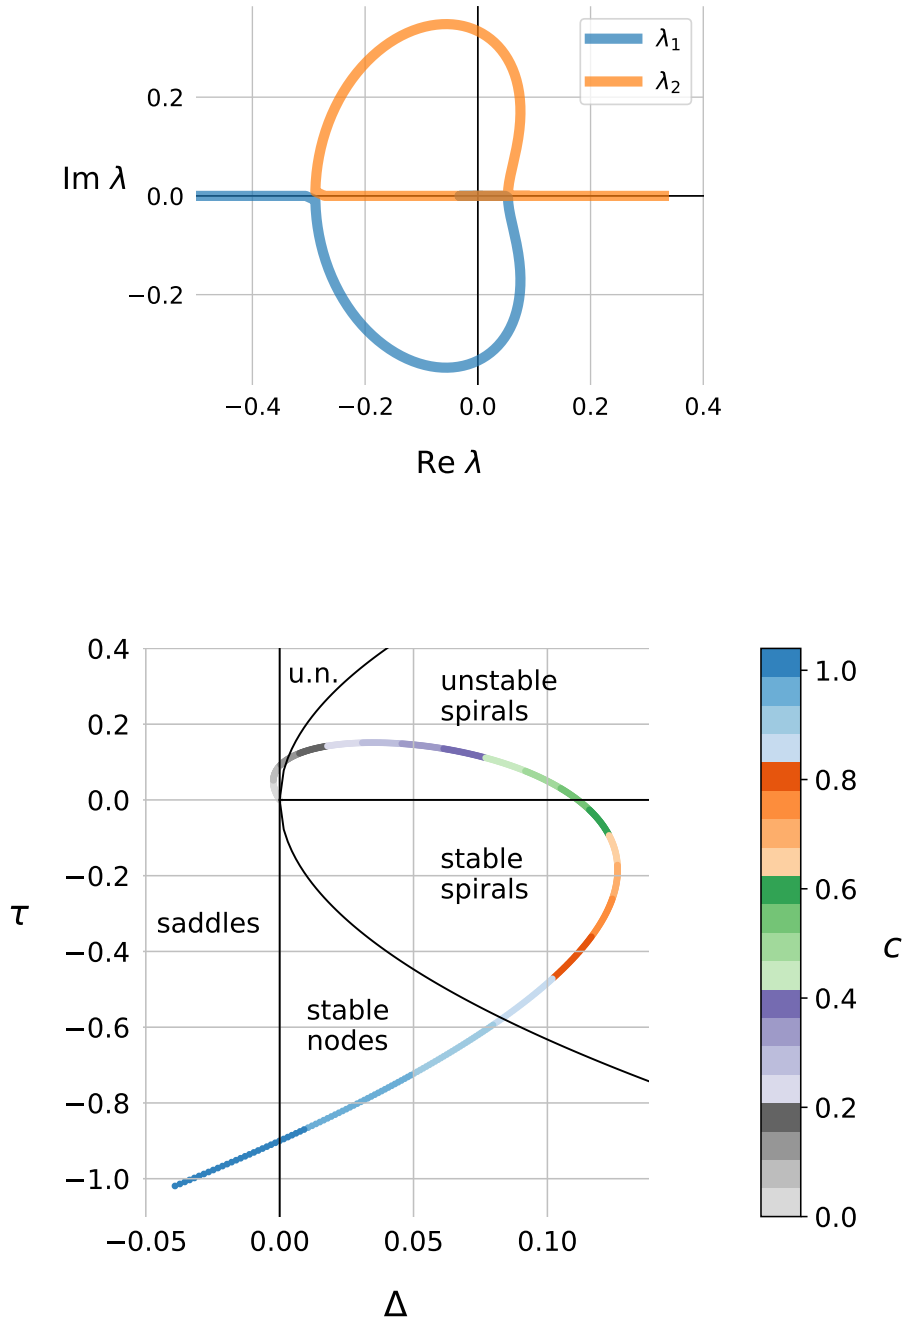 λ1
λ2
0.2
Im λ
0.0
−0.2
−0.4 −0.2 0.0 0.2 0.4
Re λ
0.4
u.n.
unstable
spirals
1.0
0.2
0.8
0.0
stable
spirals
−0.2
0.6
τ
saddles
c
−0.4
0.4
stable
nodes
−0.6
−0.8
0.2
−1.0
0.0
−0.05 0.00 0.05 0.10
Δ